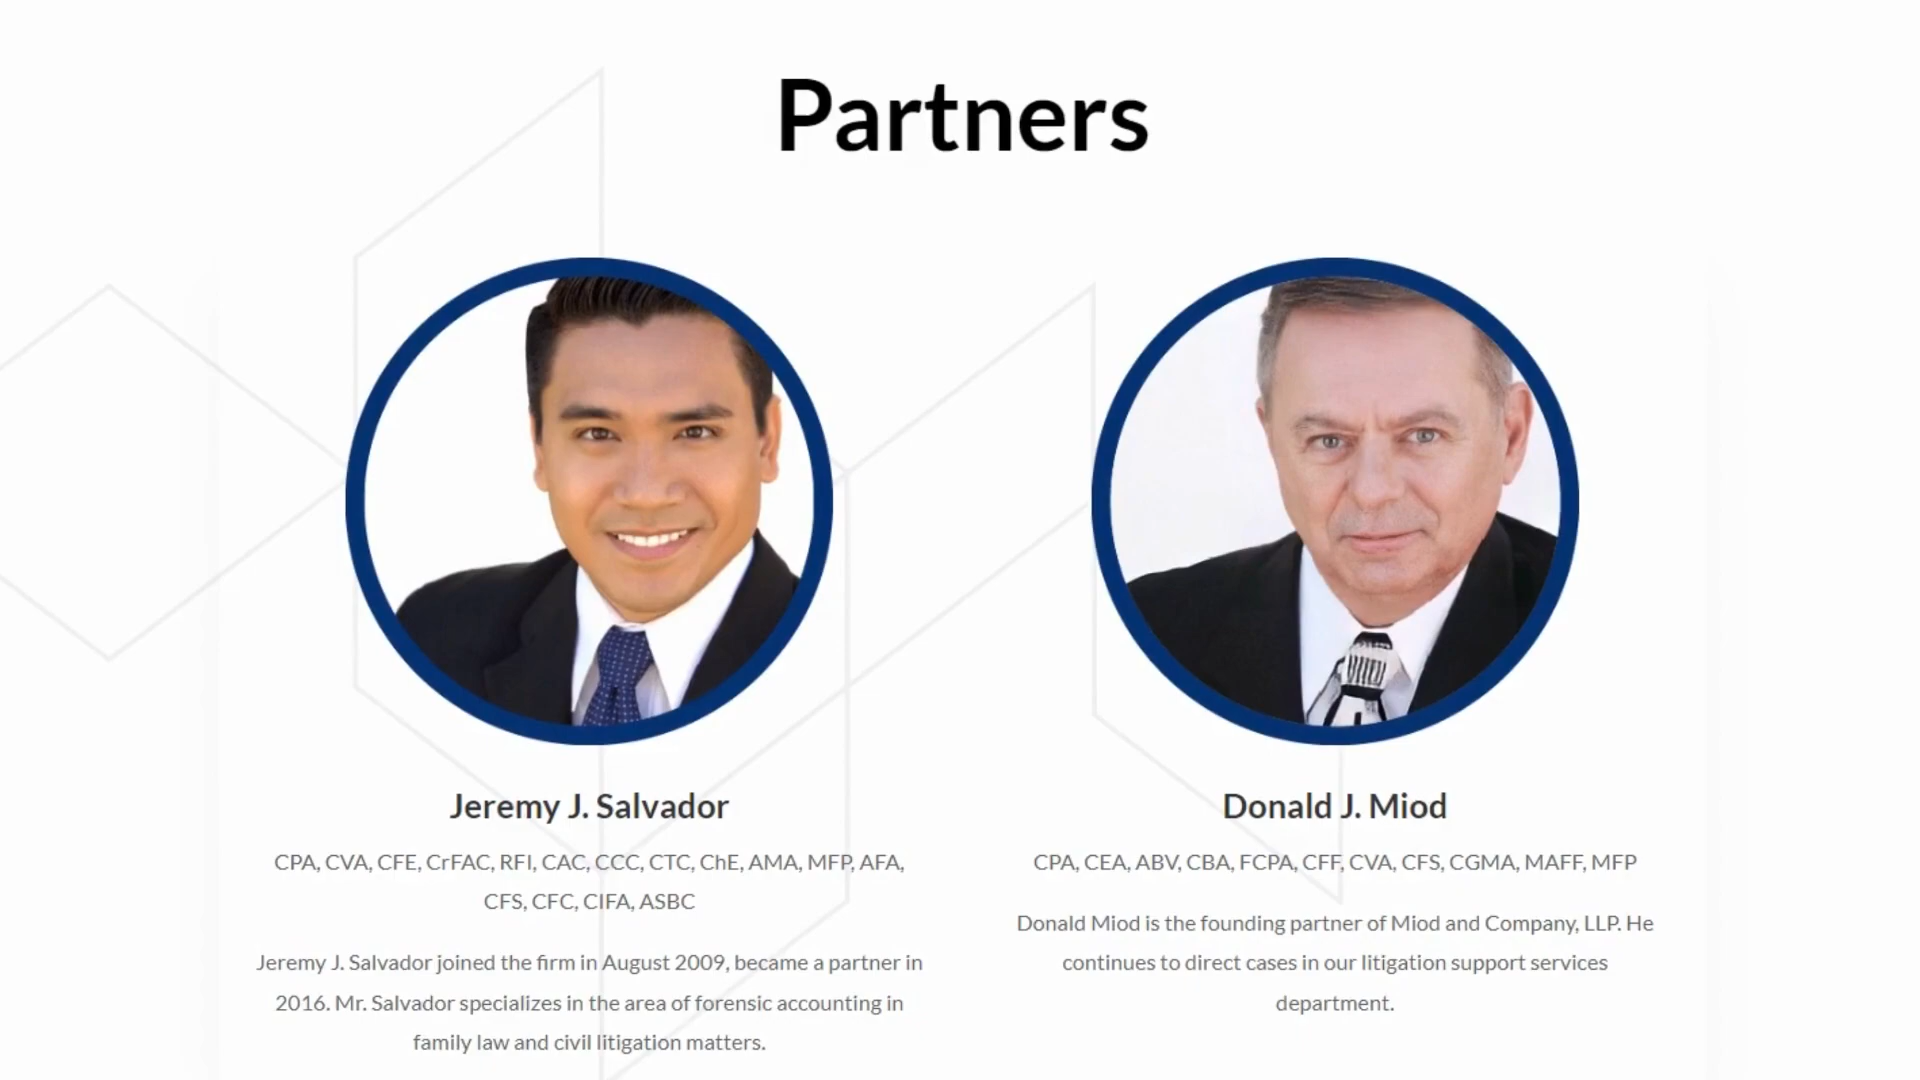 Partners
Jeremy J. Salvador
CPA, CVA, CFE, CrFAC, RFI, CAC, CCC, CTC, ChE, AMA, MFP, AFA,
CFS, CFC, CIFA, ASBC
Jeremy J. Salvador joined the firm in August 2009, became a partner in
2016. Mr. Salvador specializes in the area of forensic accounting in
family law and civil litigation matters.
Donald J. Miod
CPA, CEA, ABV, CBA, FCPA, CFF, CVA, CFS, CGMA, MAFF, MFP
Donald Miod is the founding partner of Miod and Company, LLP. He
continues to direct cases in our litigation support services
department.